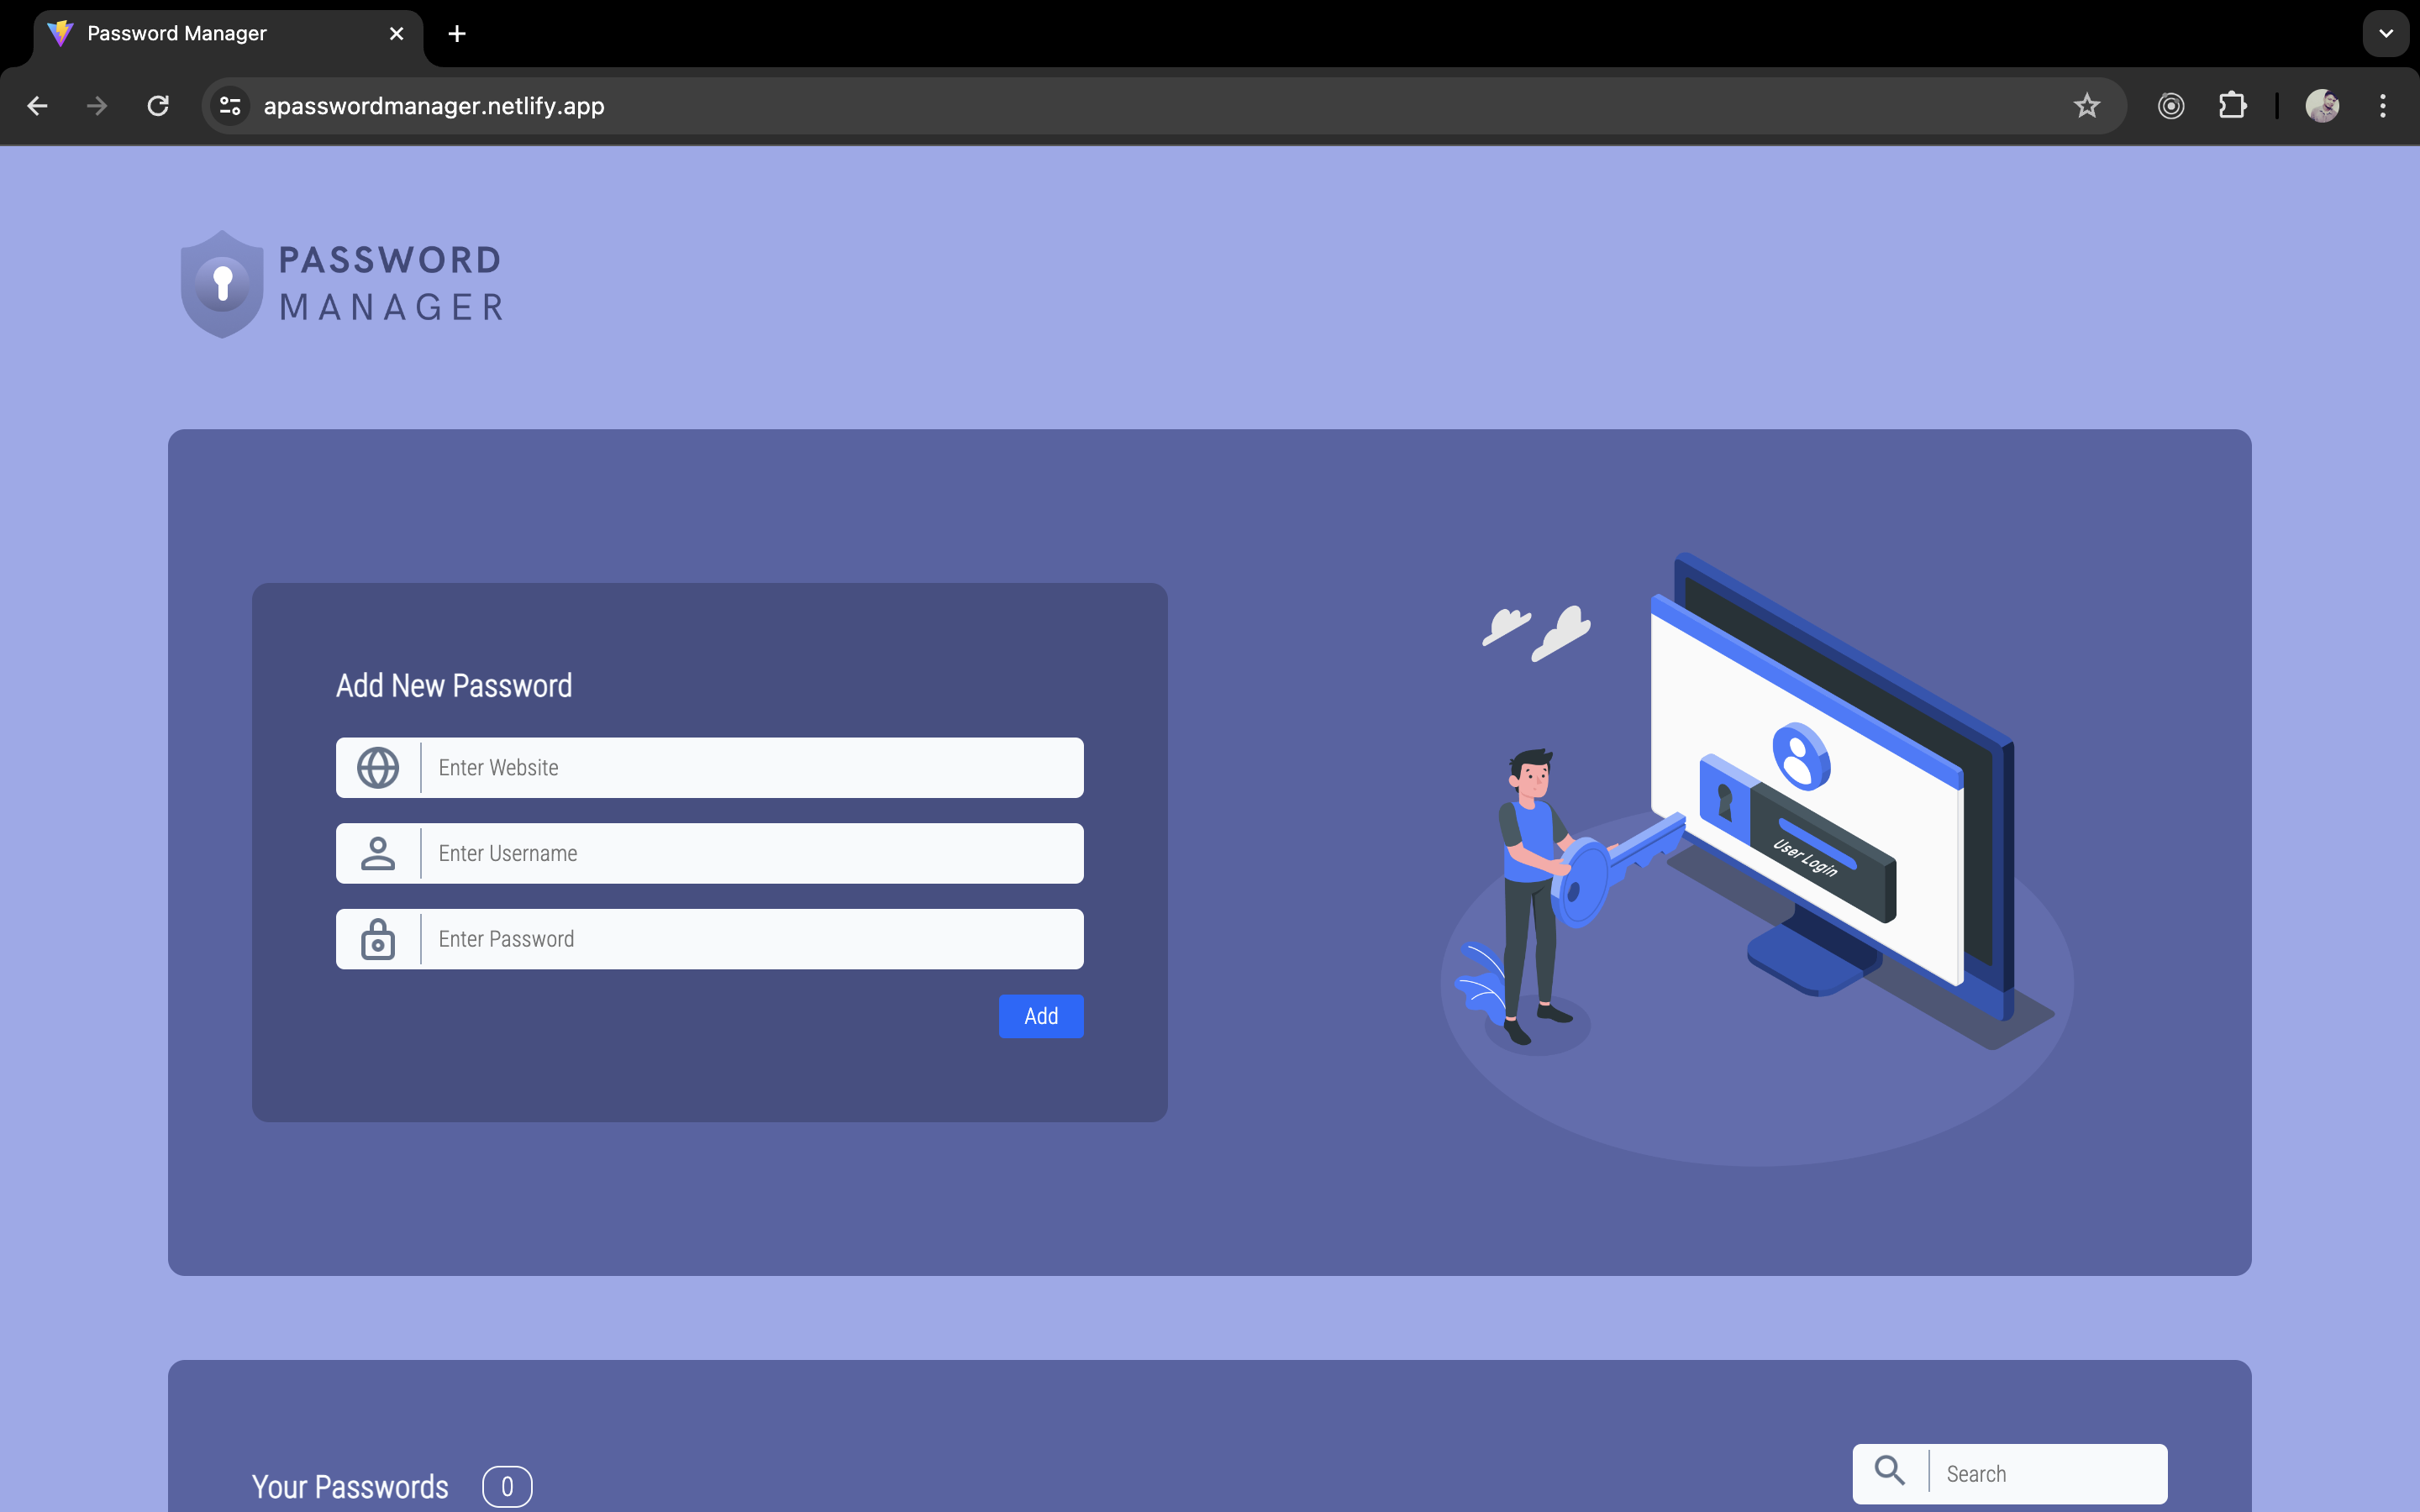 Password Manager
apasswordmanager.netlify.app
PASSWORD
MANAGER
Add New Password
Enter Website
Enter Username
Enter Password
Add
User Login
Your Passwords 0
Search